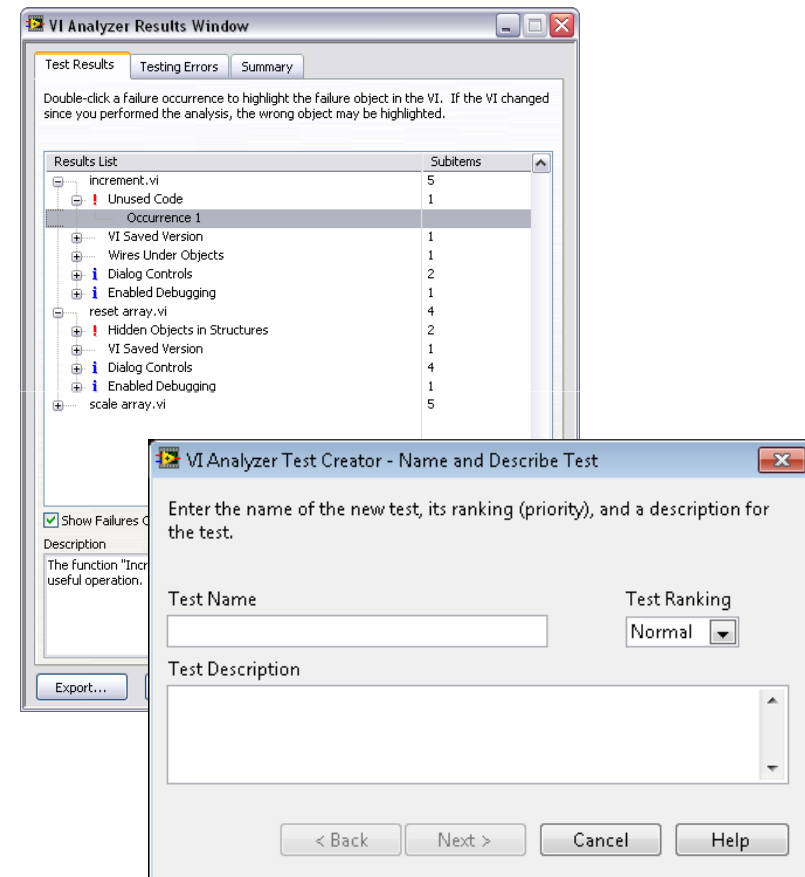 VI Analyzer Results Window
Test Results Testing Errors Summary
Double-click a failure occurrence to highlight the failure object in the VI. If the VI changed
since you performed the analysis, the wrong object may be highlighted.
Results List Subitems
increment.vi 5
! Unused Code 1
Occurrence 1
VI Saved Version 1
Wires Under Objects 1
i Dialog Controls 2
i Enabled Debugging 1
reset array.vi 4
! Hidden Objects in Structures 2
VI Saved Version 1
i Dialog Controls 4
i Enabled Debugging 1
scale array.vi 5
Show Failures
Description
The function "Incr
useful operation.
Export...
VI Analyzer Test Creator - Name and Describe Test
Enter the name of the new test, its ranking (priority), and a description for
the test.
Test Name Test Ranking
Normal
Test Description
< Back Next > Cancel Help